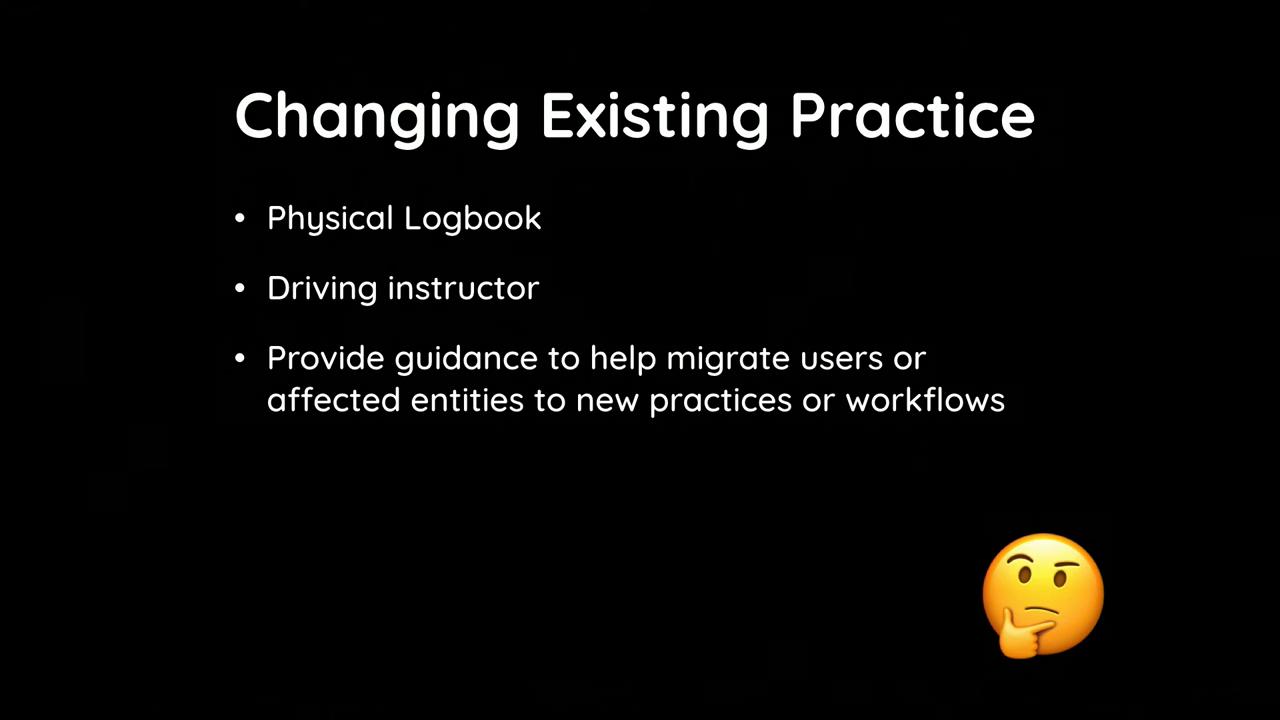 Changing Existing Practice
• Physical Logbook
• Driving instructor
• Provide guidance to help migrate users or
affected entities to new practices or workflows